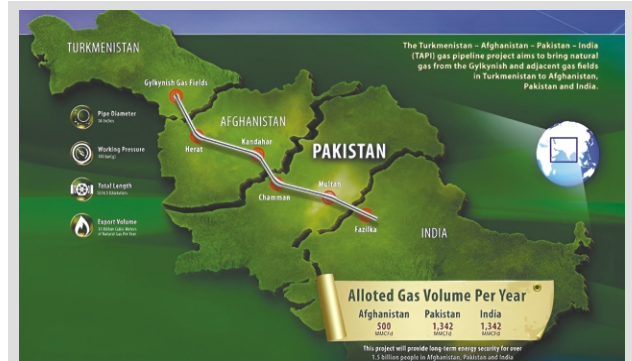 TURKMENISTAN
The Turkmenistan – Afghanistan – Pakistan – India
(TAPI) gas pipeline project aims to bring natural
gas from the Gylkynish and adjacent gas fields
in Turkmenistan to Afghanistan,
Pakistan and India.
Gylkynish Gas Fields
Pipe Diameter
AFGHANISTAN
Herat
Kandahar
PAKISTAN
Working Pressure
Total Length
Chamman
Multan
Export Volume
Fazilka
INDIA
Alloted Gas Volume Per Year
Afghanistan Pakistan India
500 1,342 1,342
MMCFd MMCFd MMCFd
This project will provide long-term energy security for over
1.5 billion people in Afghanistan, Pakistan and India